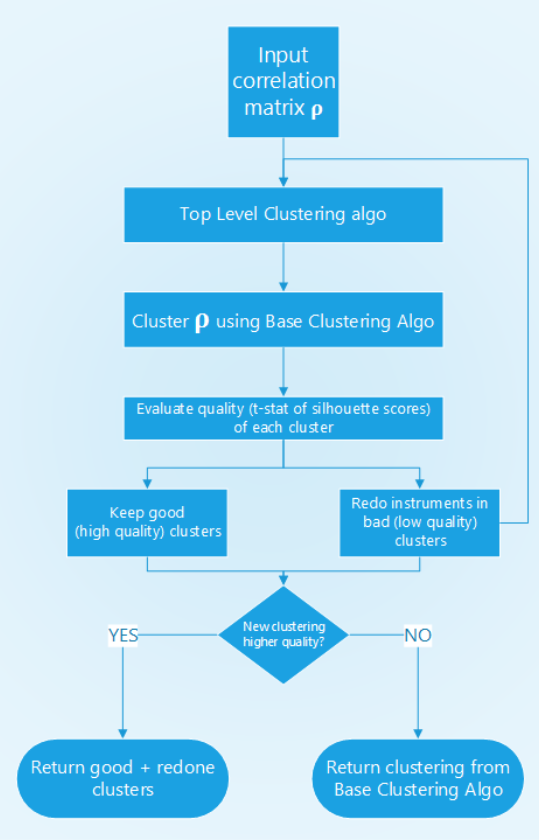 Input
correlation
matrix ρ
Top Level Clustering algo
Cluster ρ using Base Clustering Algo
Evaluate quality (t-stat of silhouette scores)
of each cluster
Keep good
(high quality) clusters
Redo instruments in
bad (low quality)
clusters
New clustering
higher quality?
YES
NO
Return good + redone
clusters
Return clustering from
Base Clustering Algo